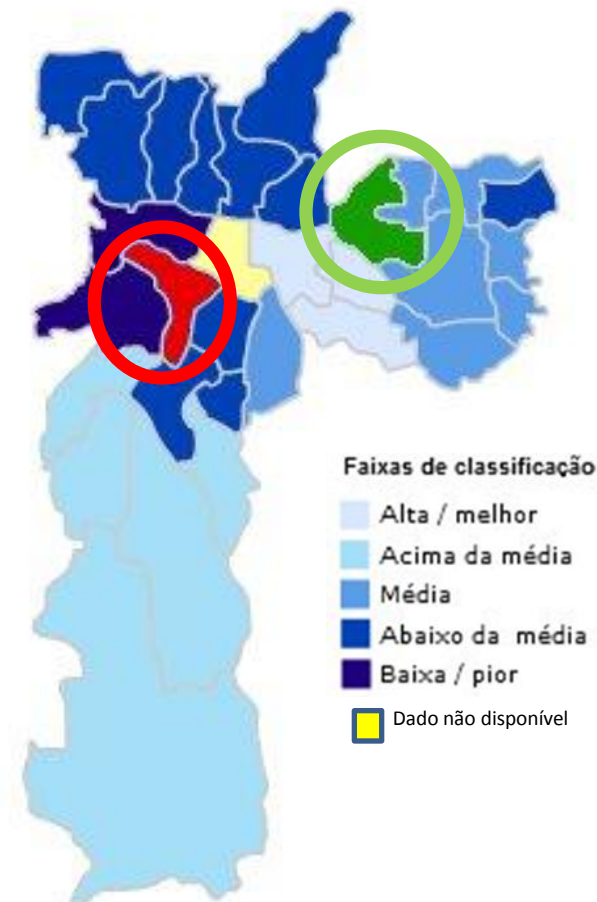 Faixas de classificação
Alta / melhor
Acima da média
Média
Abaixo da média
Baixa / pior
Dado não disponível